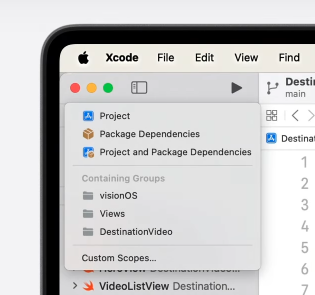 Xcode File Edit View Find
Destin
main
Project
Package Dependencies
Project and Package Dependencies
Containing Groups
visionOS
Views
DestinationVideo
Custom Scopes...
VideoListView Destination...
Destinat
1
2
3
4
5
6
7